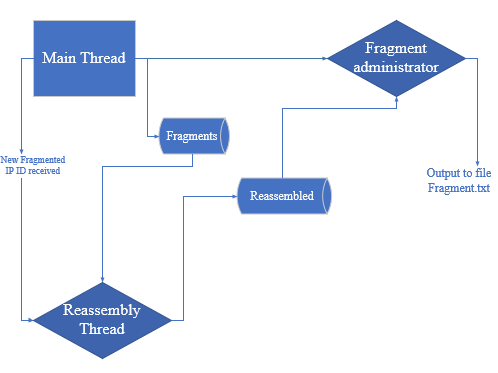 Main Thread
Fragment
administrator
Fragments
New Fragmented
IP ID received
Output to file
Fragment.txt
Reassembled
Reassembly
Thread